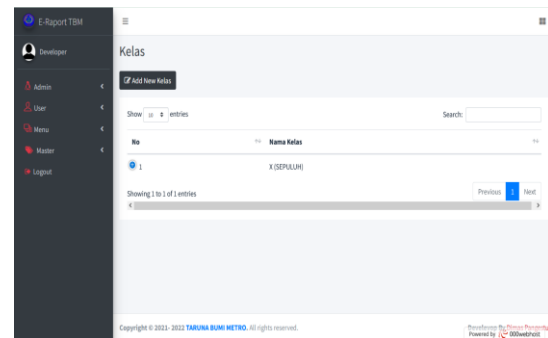 E-Raport TBM
Developer
Admin
User
Menu
Master
Logout
Kelas
Add New Kelas
Show 10 entries
Search:
No Nama Kelas
1 X (SEPULUH)
Showing 1 to 1 of 1 entries
Previous 1 Next
Copyright © 2021- 2022 TARUNA BUMI METRO. All rights reserved.
Powered by 000webhost